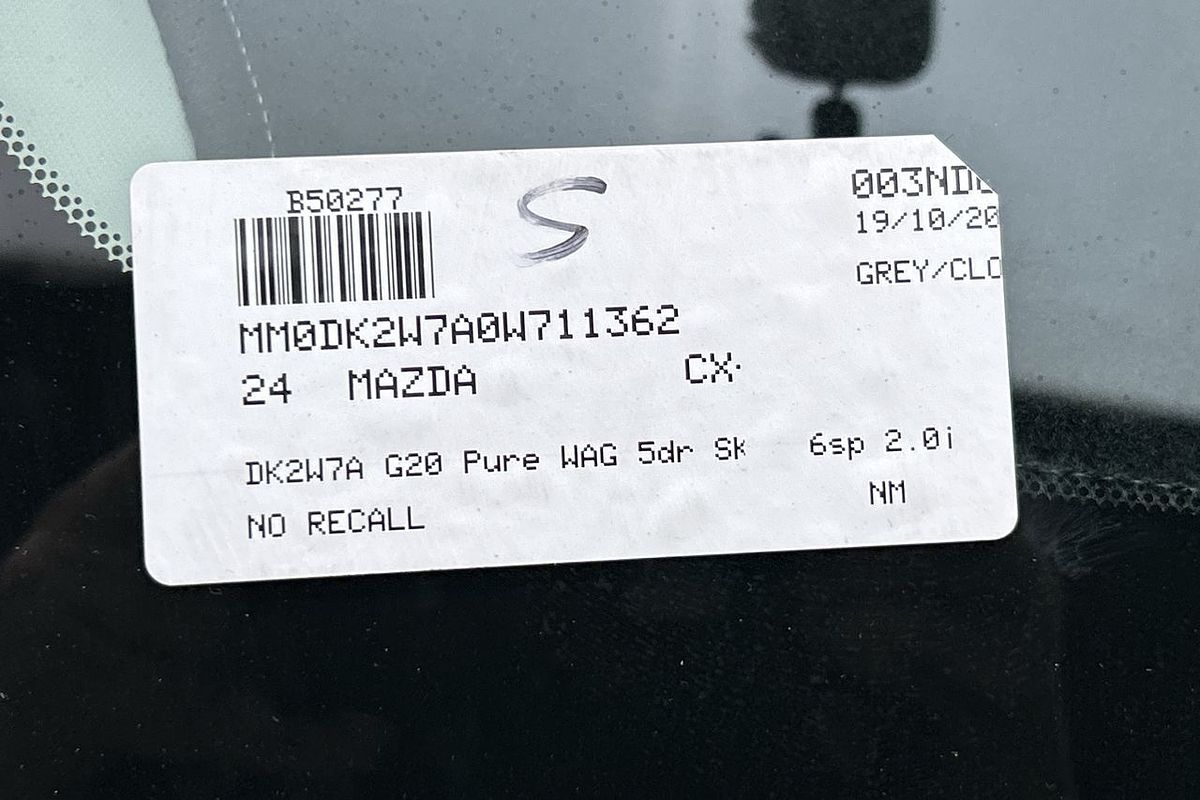 B50277
S
003ND
19/10/20
GREY/CLO
MM0DK2W7A0W711362
24 MAZDA CX-
DK2W7A G20 Pure WAG 5dr Sk 6sp 2.0i
NO RECALL NM